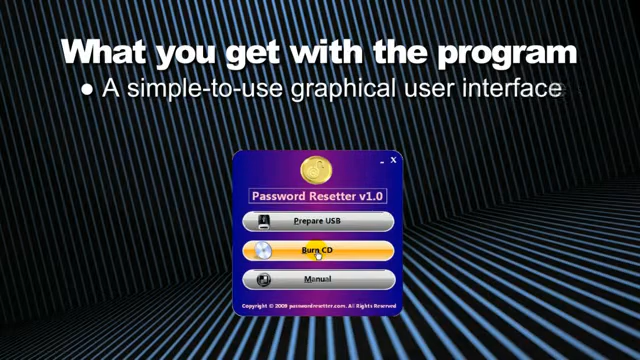 What you get with the program
● A simple-to-use graphical user interface
Password Resetter v1.0
Prepare USB
Burn CD
Manual
Copyright © 2009 passwordresetter.com. All Rights Reserved